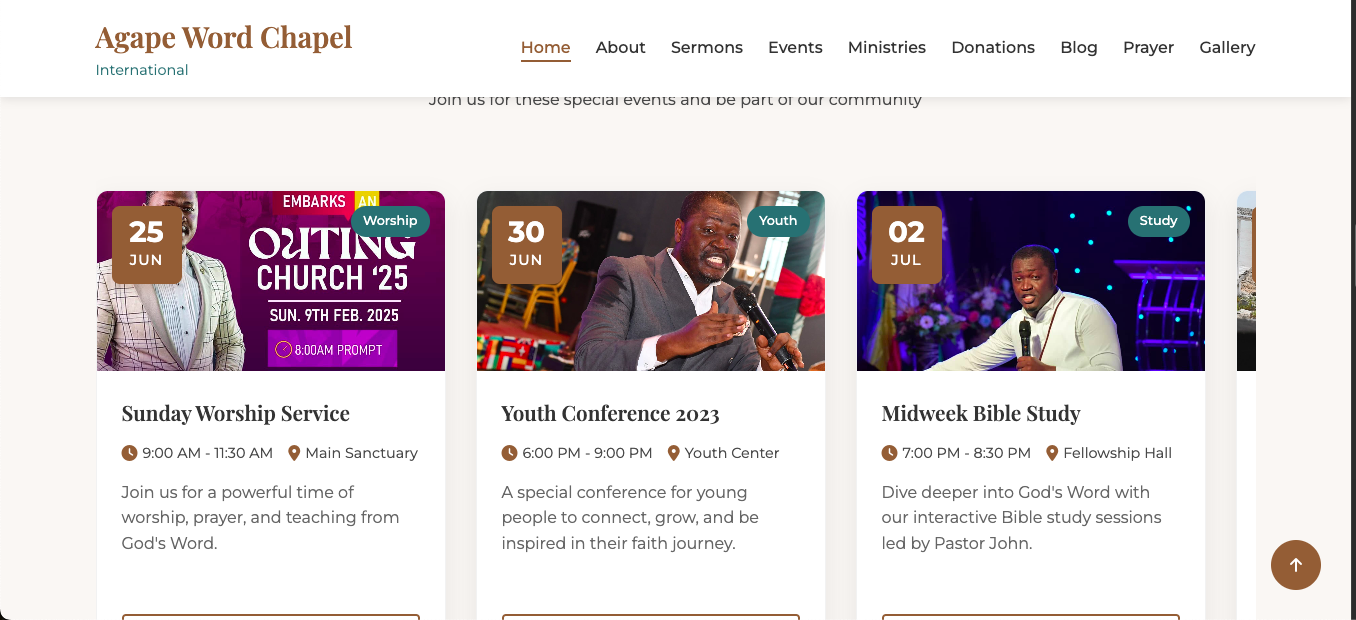 Agape Word Chapel
International
Home About Sermons Events Ministries Donations Blog Prayer Gallery
Join us for these special events and be part of our community
25
JUN
Worship
EMBARKS AN
OUTING
CHURCH '25
SUN. 9TH FEB. 2025
8:00AM PROMPT
Sunday Worship Service
9:00 AM - 11:30 AM Main Sanctuary
Join us for a powerful time of
worship, prayer, and teaching from
God's Word.
30
JUN
Youth
Youth Conference 2023
6:00 PM - 9:00 PM Youth Center
A special conference for young
people to connect, grow, and be
inspired in their faith journey.
02
JUL
Study
Midweek Bible Study
7:00 PM - 8:30 PM Fellowship Hall
Dive deeper into God's Word with
our interactive Bible study sessions
led by Pastor John.